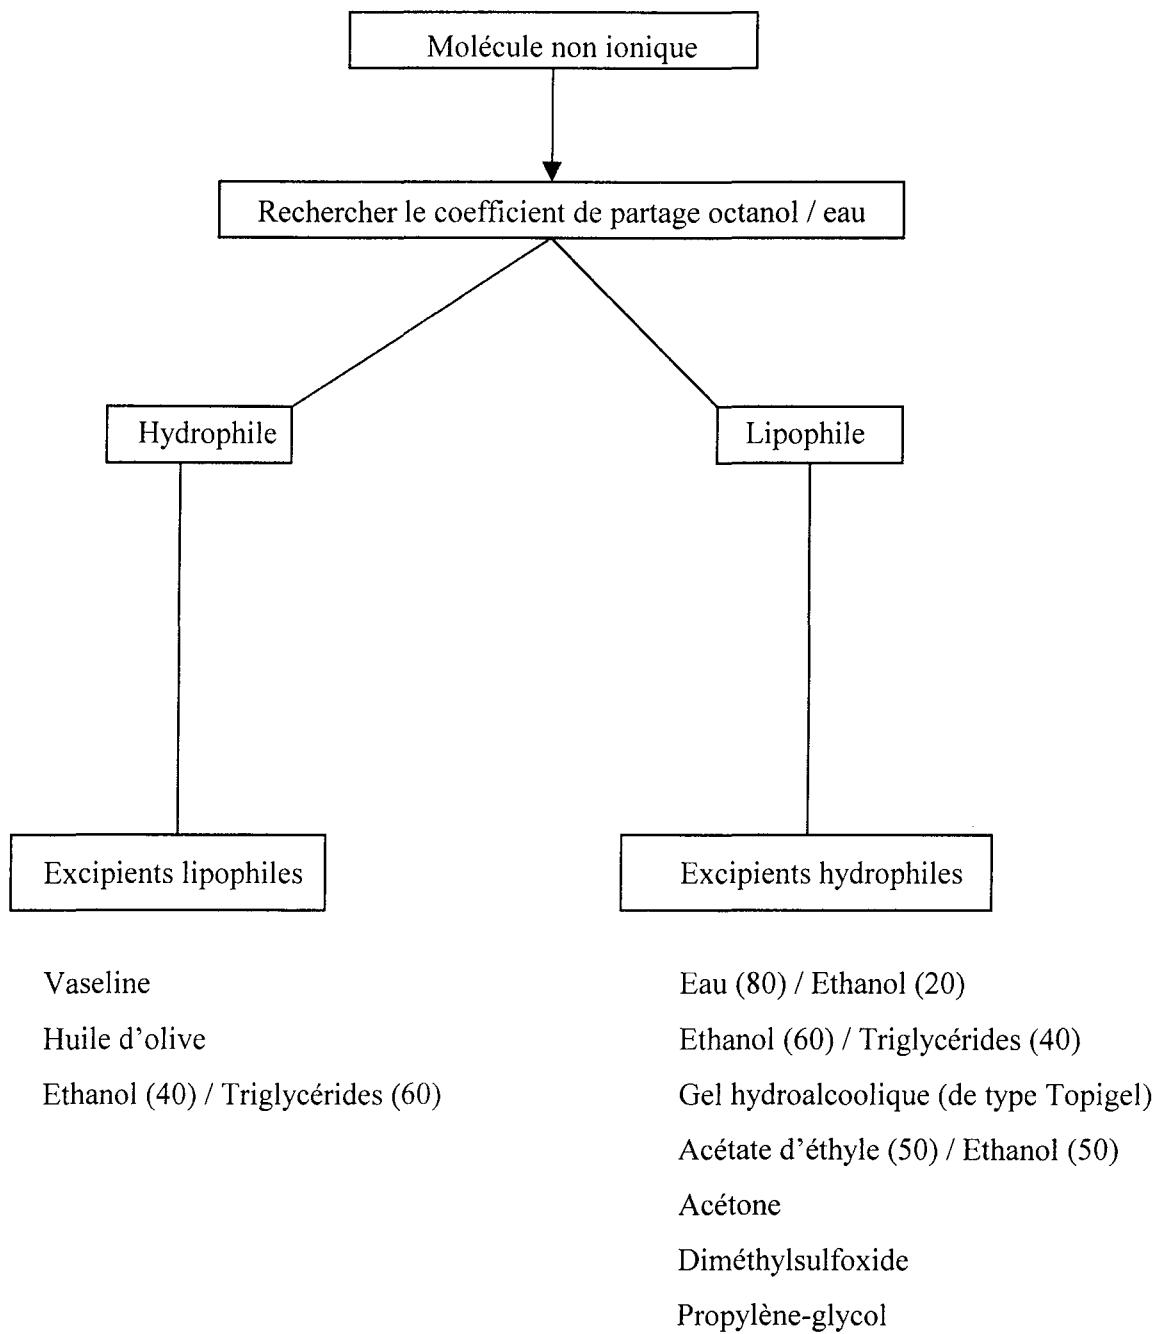 Molécule non ionique
Rechercher le coefficient de partage octanol / eau
Hydrophile
Lipophile
Excipients lipophiles
Excipients hydrophiles
Vaseline
Huile d'olive
Ethanol (40) / Triglycérides (60)
Eau (80) / Ethanol (20)
Ethanol (60) / Triglycérides (40)
Gel hydroalcoolique (de type Topigel)
Acétate d'éthyle (50) / Ethanol (50)
Acétone
Diméthylsulfoxide
Propylène-glycol